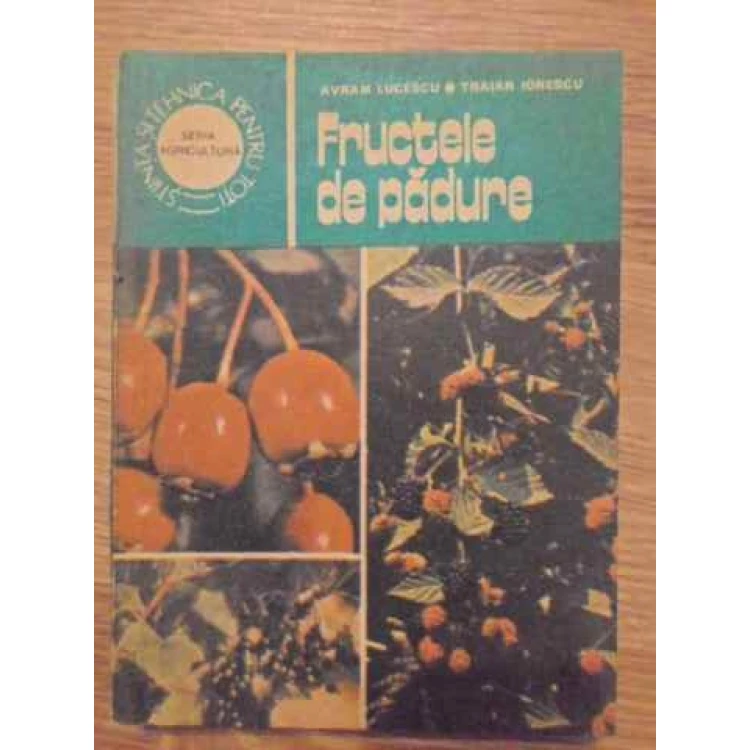 ȘTIINȚA ȘI TEHNICA PENTRU TOȚI
SERIA
AGRICULTURĂ
AVRAM LUCESCU • TRAIAN IONESCU
Fructele
de pădure